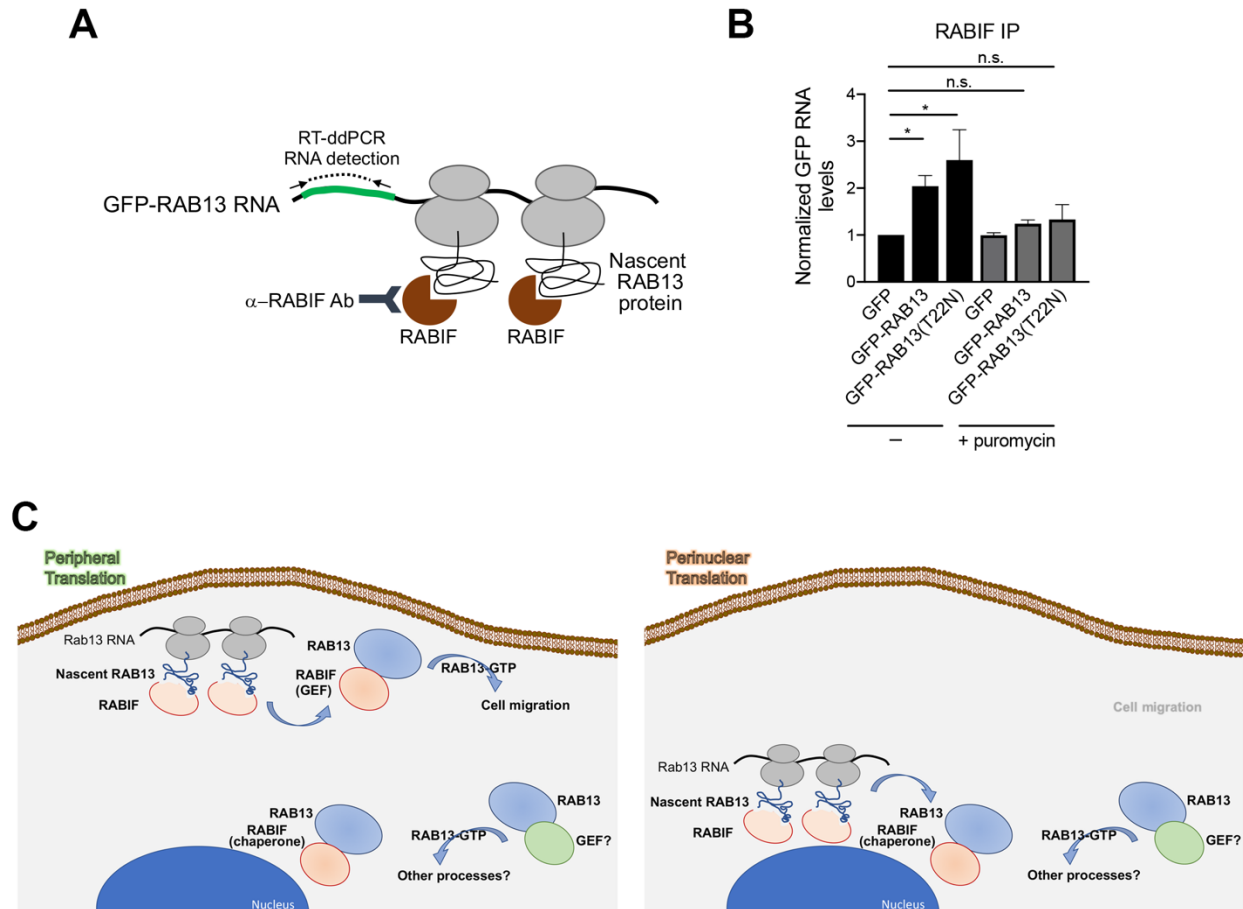 A
RT-ddPCR
RNA detection
GFP-RAB13 RNA
Nascent
RAB13
protein
α–RABIF Ab
RABIF
RABIF
B
RABIF IP
n.s.
n.s.
*
*
Normalized GFP RNA
levels
4
3
2
1
0
GFP
GFP-RAB13
GFP-RAB13(T22N)
GFP
GFP-RAB13
GFP-RAB13(T22N)
–
+ puromycin
C
Peripheral
Translation
Rab13 RNA
Nascent RAB13
RABIF
RAB13
RABIF
(GEF)
RAB13-GTP
Cell migration
RAB13
RABIF
(chaperone)
RAB13
RAB13-GTP
GEF?
Other processes?
Nucleus
Perinuclear
Translation
Cell migration
Rab13 RNA
Nascent RAB13
RABIF
RAB13
RABIF
(chaperone)
RAB13
RAB13-GTP
GEF?
Other processes?
Nucleus